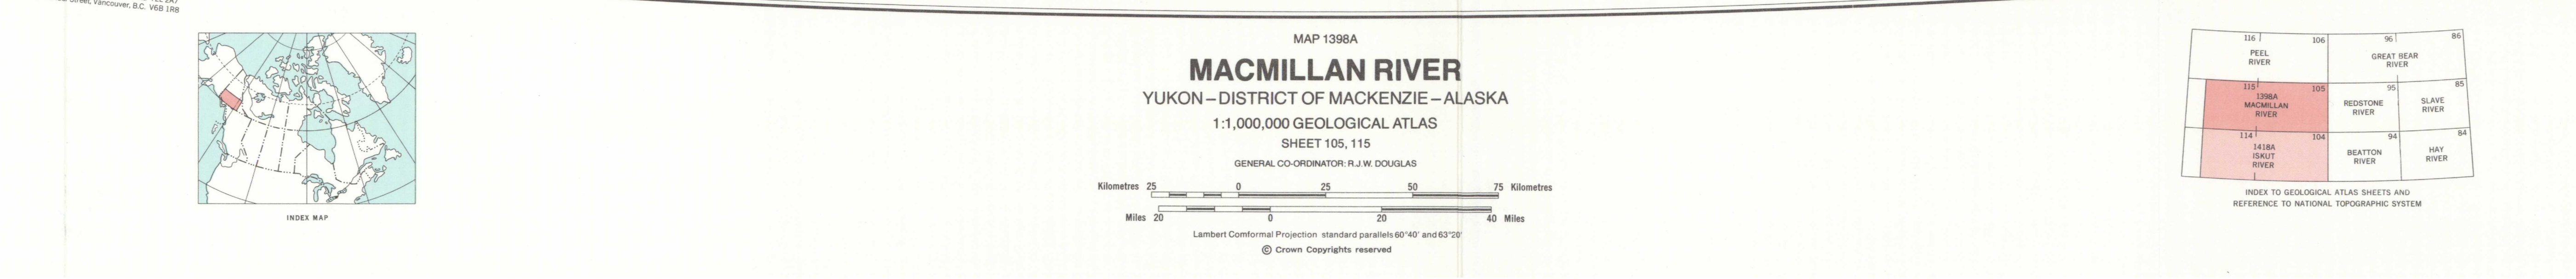 Street, Vancouver, B.C. V6B 1R8
INDEX MAP
MAP 1398A
MACMILLAN RIVER
YUKON – DISTRICT OF MACKENZIE – ALASKA
1:1,000,000 GEOLOGICAL ATLAS
SHEET 105, 115
GENERAL CO-ORDINATOR: R.J.W. DOUGLAS
Kilometres 25 0 25 50 75 Kilometres
Miles 20 0 20 40 Miles
Lambert Comformal Projection standard parallels 60°40' and 63°20'
© Crown Copyrights reserved
116 106 96 86
PEEL
RIVER
GREAT BEAR
RIVER
115 105 95 85
1398A
MACMILLAN
RIVER
REDSTONE
RIVER
SLAVE
RIVER
114 104 94 84
1418A
ISKUT
RIVER
BEATTON
RIVER
HAY
RIVER
INDEX TO GEOLOGICAL ATLAS SHEETS AND
REFERENCE TO NATIONAL TOPOGRAPHIC SYSTEM